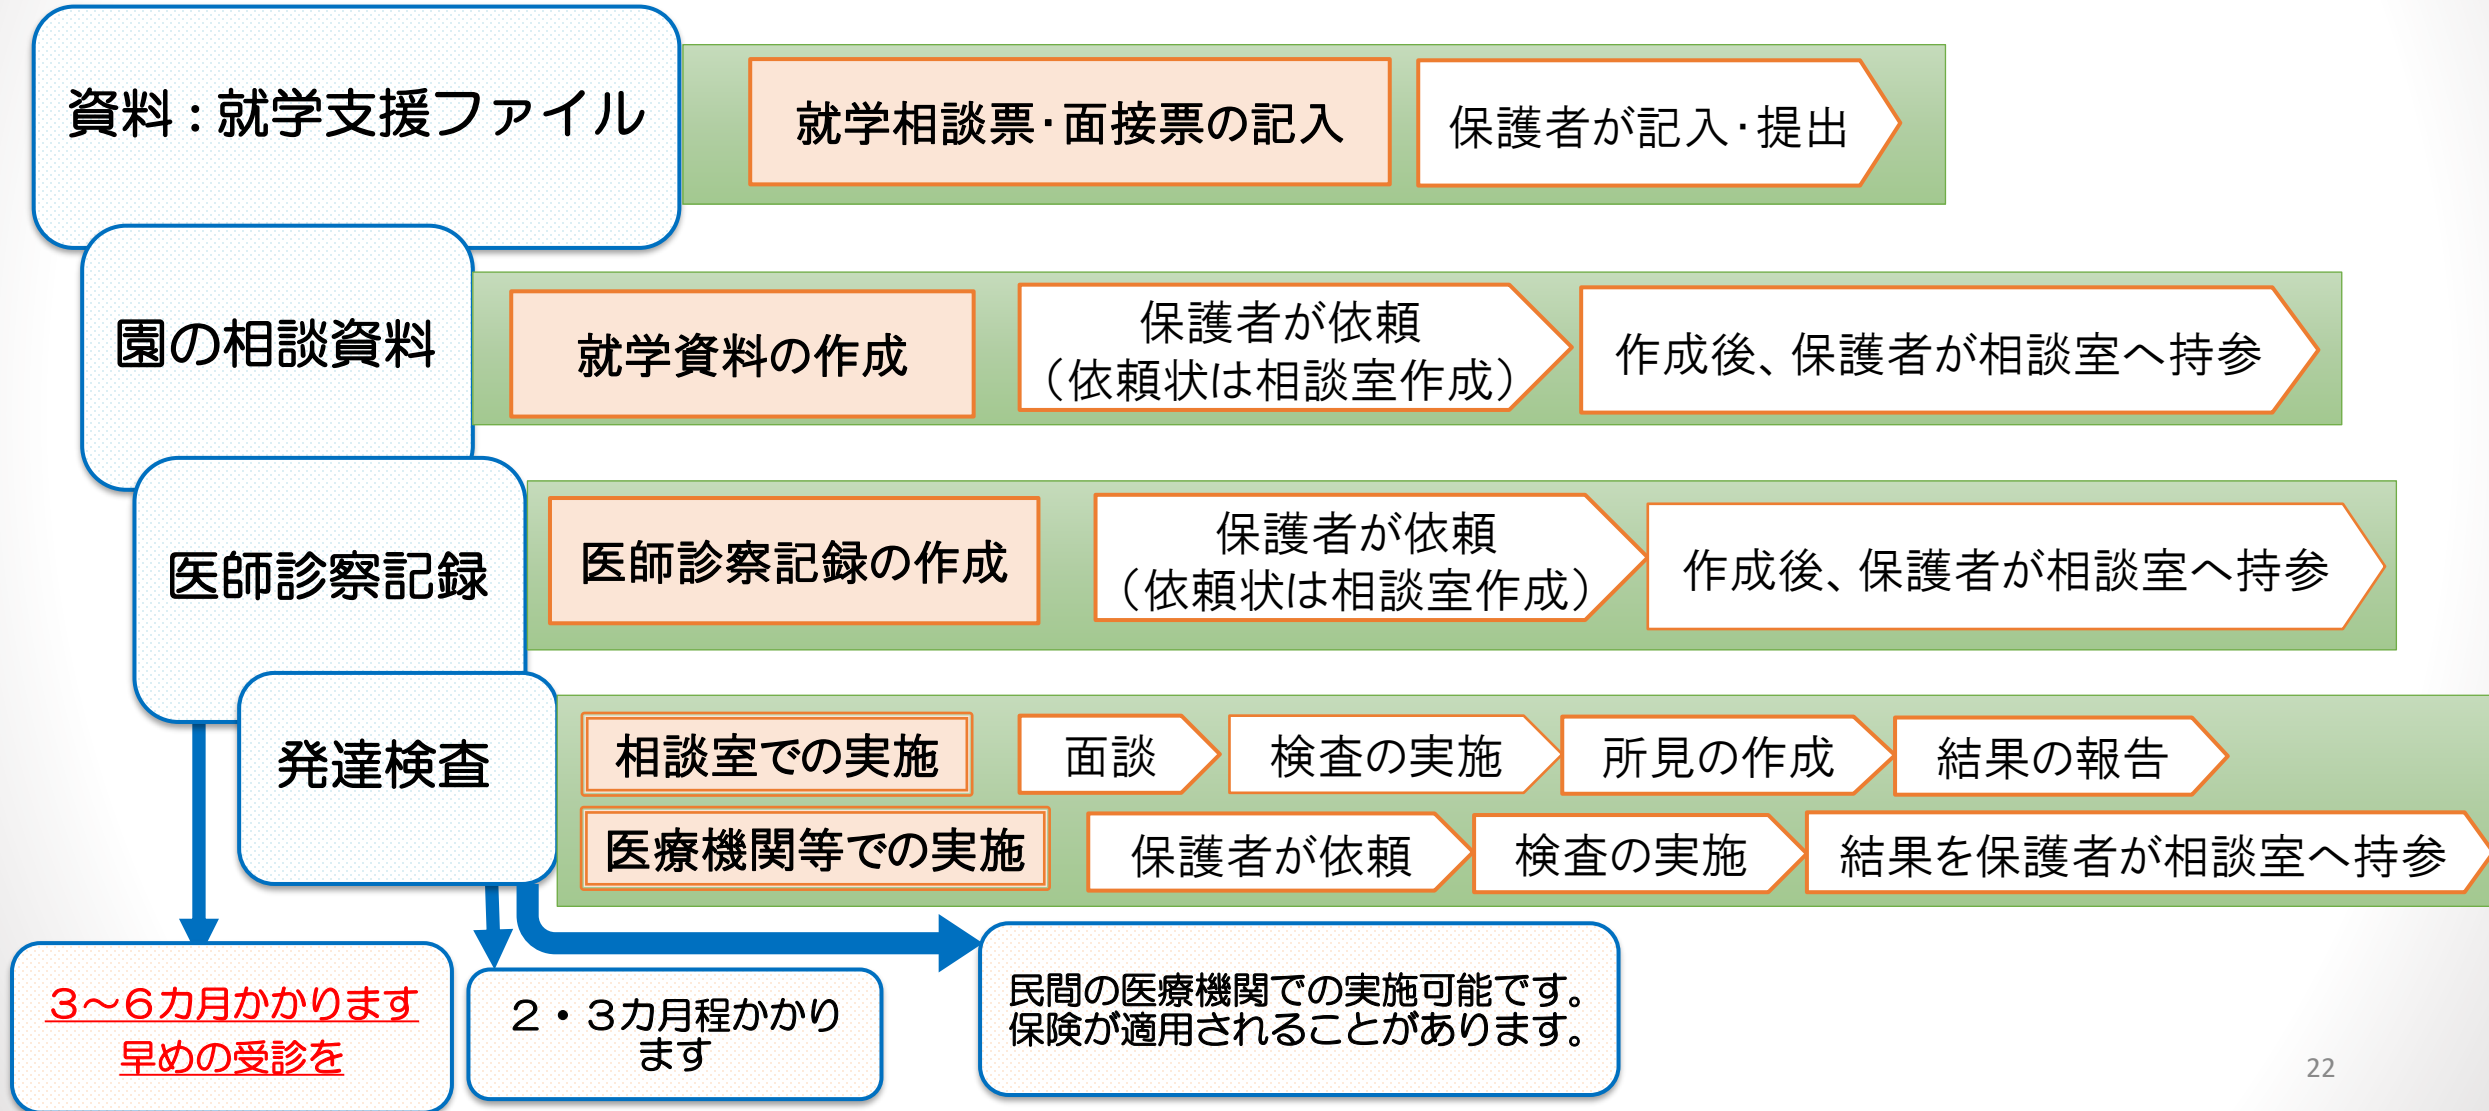 資料：就学支援ファイル
就学相談票・面接票の記入
保護者が記入・提出
園の相談資料
就学資料の作成
保護者が依頼
（依頼状は相談室作成）
作成後、保護者が相談室へ持参
医師診察記録
医師診察記録の作成
保護者が依頼
（依頼状は相談室作成）
作成後、保護者が相談室へ持参
発達検査
相談室での実施
面談
検査の実施
所見の作成
結果の報告
医療機関等での実施
保護者が依頼
検査の実施
結果を保護者が相談室へ持参
３～６カ月かかります
早めの受診を
２・３カ月程かかり
ます
民間の医療機関での実施可能です。
保険が適用されることがあります。
22